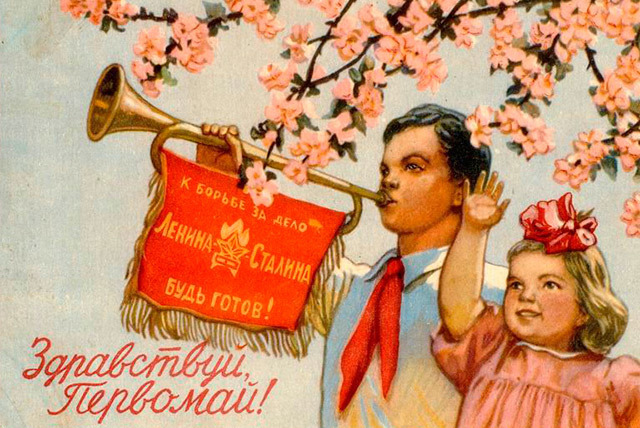 К БОРЬБЕ ЗА ДЕЛО
ЛЕНИНА-СТАЛИНА
БУДЬ ГОТОВ!
Здравствуй,
Первомай!